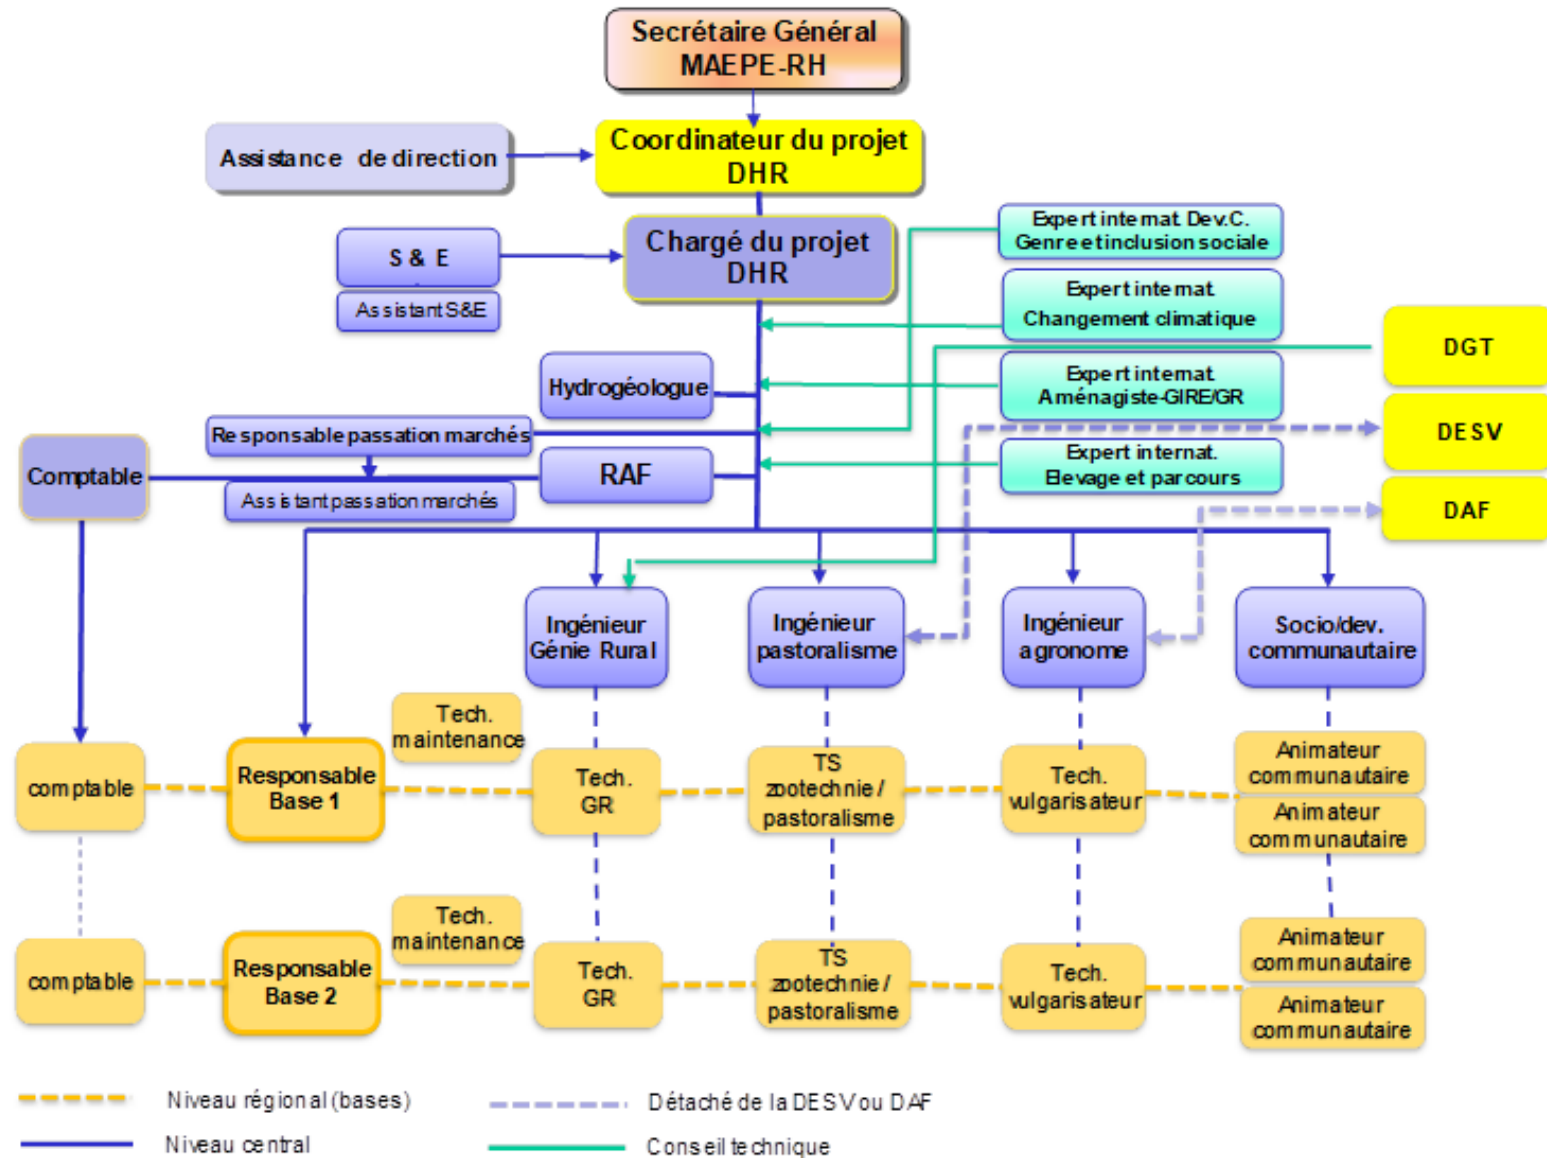 Secrétaire Général
MAEPE-RH
Assistance de direction
Coordinateur du projet
DHR
S & E
Assistant S&E
Chargé du projet
DHR
Expert internat. Dev.C.
Genre et inclusion sociale
Expert internat.
Changement climatique
DGT
Hydrogéologue
Expert internat.
Aménagiste-GIRE/GR
DESV
Responsable passation marchés
Comptable
RAF
Expert internat.
Elevage et parcours
Assistant passation marchés
DAF
Ingénieur
Génie Rural
Ingénieur
pastoralisme
Ingénieur
agronome
Socio/dev.
communautaire
Tech.
maintenance
comptable
Responsable
Base 1
Tech.
GR
TS
zootechnie /
pastoralisme
Tech.
vulgarisateur
Animateur
communautaire
Animateur
communautaire
Tech.
maintenance
comptable
Responsable
Base 2
Tech.
GR
TS
zootechnie /
pastoralisme
Tech.
vulgarisateur
Animateur
communautaire
Animateur
communautaire
Niveau régional (bases)
Détaché de la DESV ou DAF
Niveau central
Conseil technique